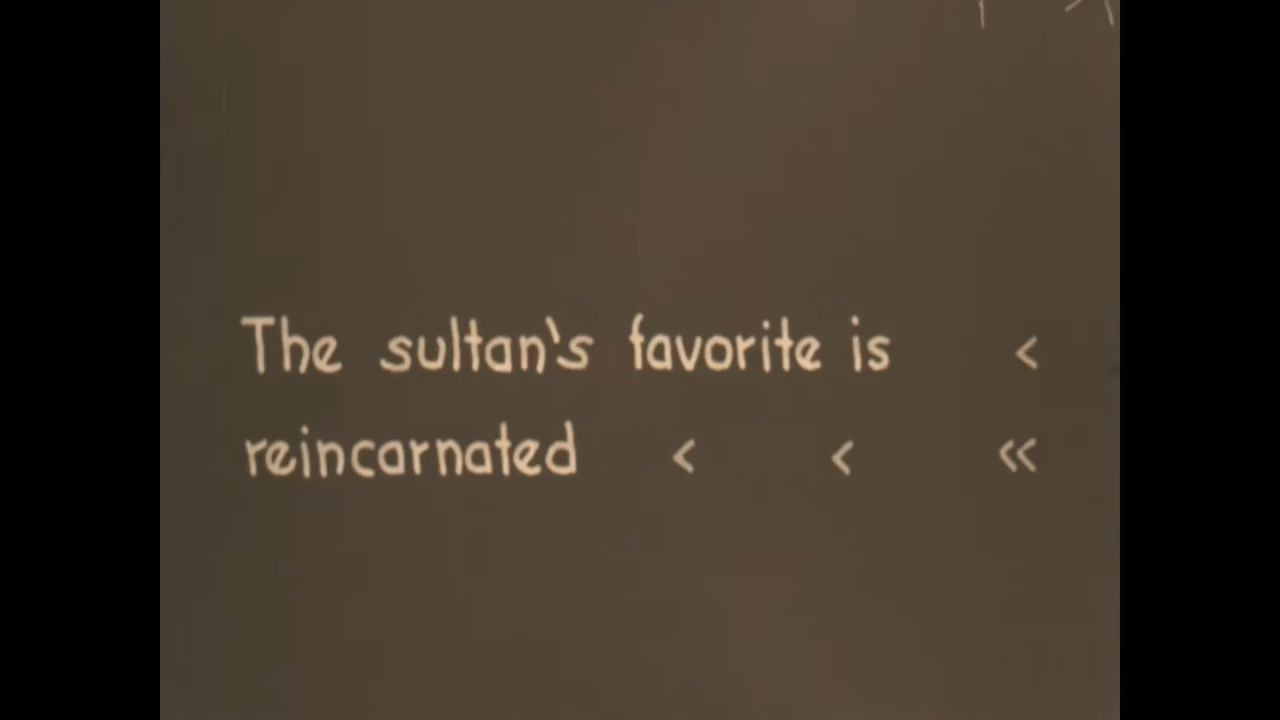 The sultan's favorite is <
reincarnated < < <<